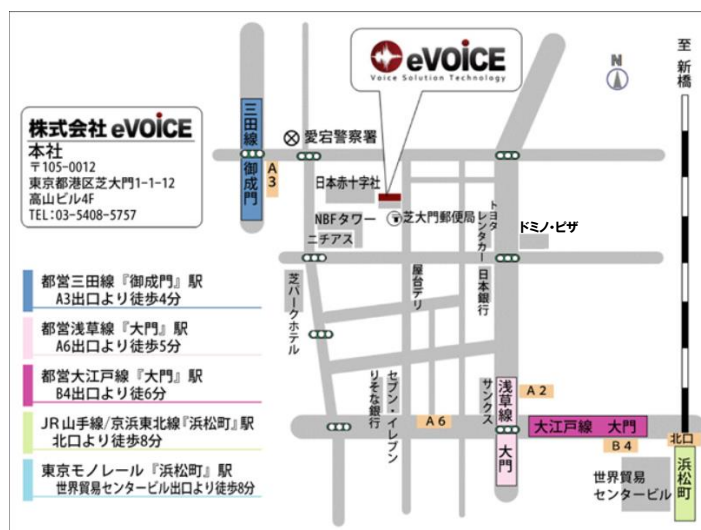 eVOiCE
Voice Solution Technology
N
至 新橋
株式会社 eVOiCE
本社
〒105-0012
東京都港区芝大門1-1-12
高山ビル4F
TEL:03-5408-5757
三田線
御成門
A3
愛宕警察署
日本赤十字社
NBFタワー
ニチアス
芝大門郵便局
トヨタ
レンタカー
ドミノ・ピザ
芝パークホテル
屋台デリ
日本銀行
都営三田線『御成門』駅
A3出口より徒歩4分
都営浅草線『大門』駅
A6出口より徒歩5分
都営大江戸線『大門』駅
B4出口より徒6分
JR山手線/京浜東北線『浜松町』駅
北口より徒歩8分
東京モノレール『浜松町』駅
世界貿易センタービル出口より徒歩8分
りそな銀行
セブン・イレブン
サンクス
浅草線
大門
A2
A6
大江戸線 大門
B4
北口
浜松町
世界貿易
センタービル